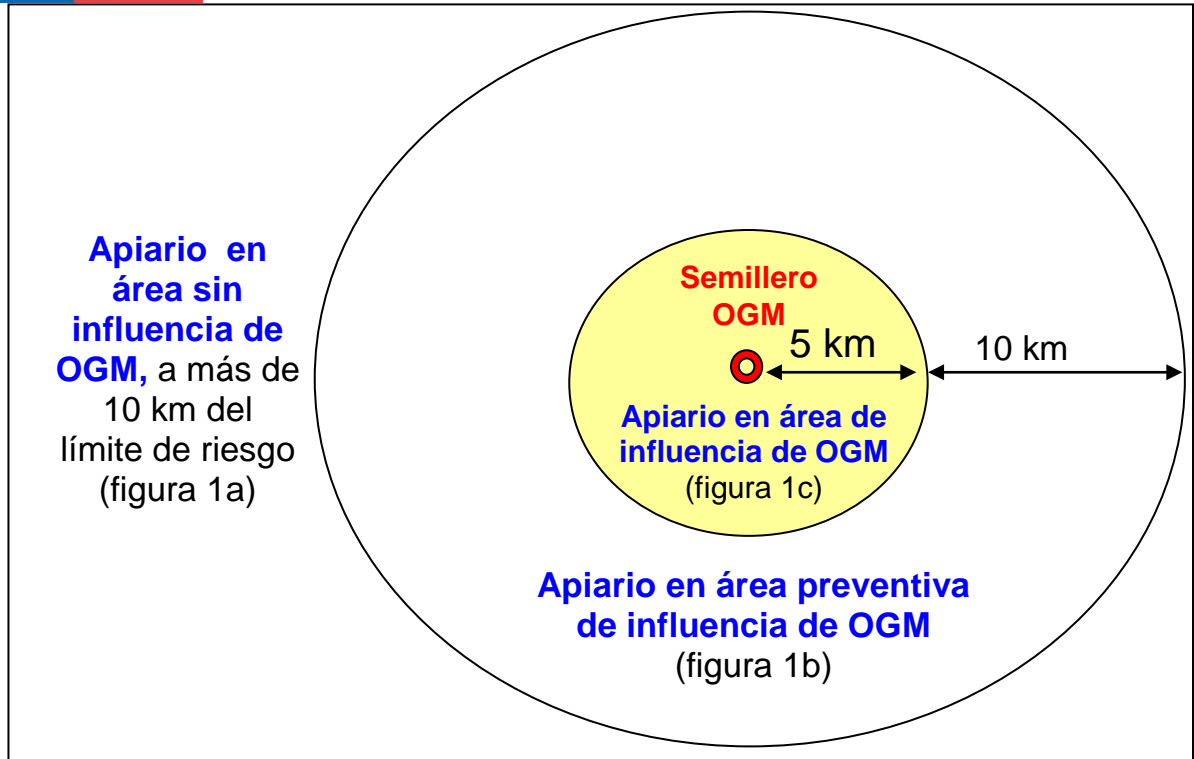 Apiario en
área sin
influencia de
OGM, a más de
10 km del
límite de riesgo
(figura 1a)
Semillero
OGM
5 km
10 km
Apiario en área de
influencia de OGM
(figura 1c)
Apiario en área preventiva
de influencia de OGM
(figura 1b)